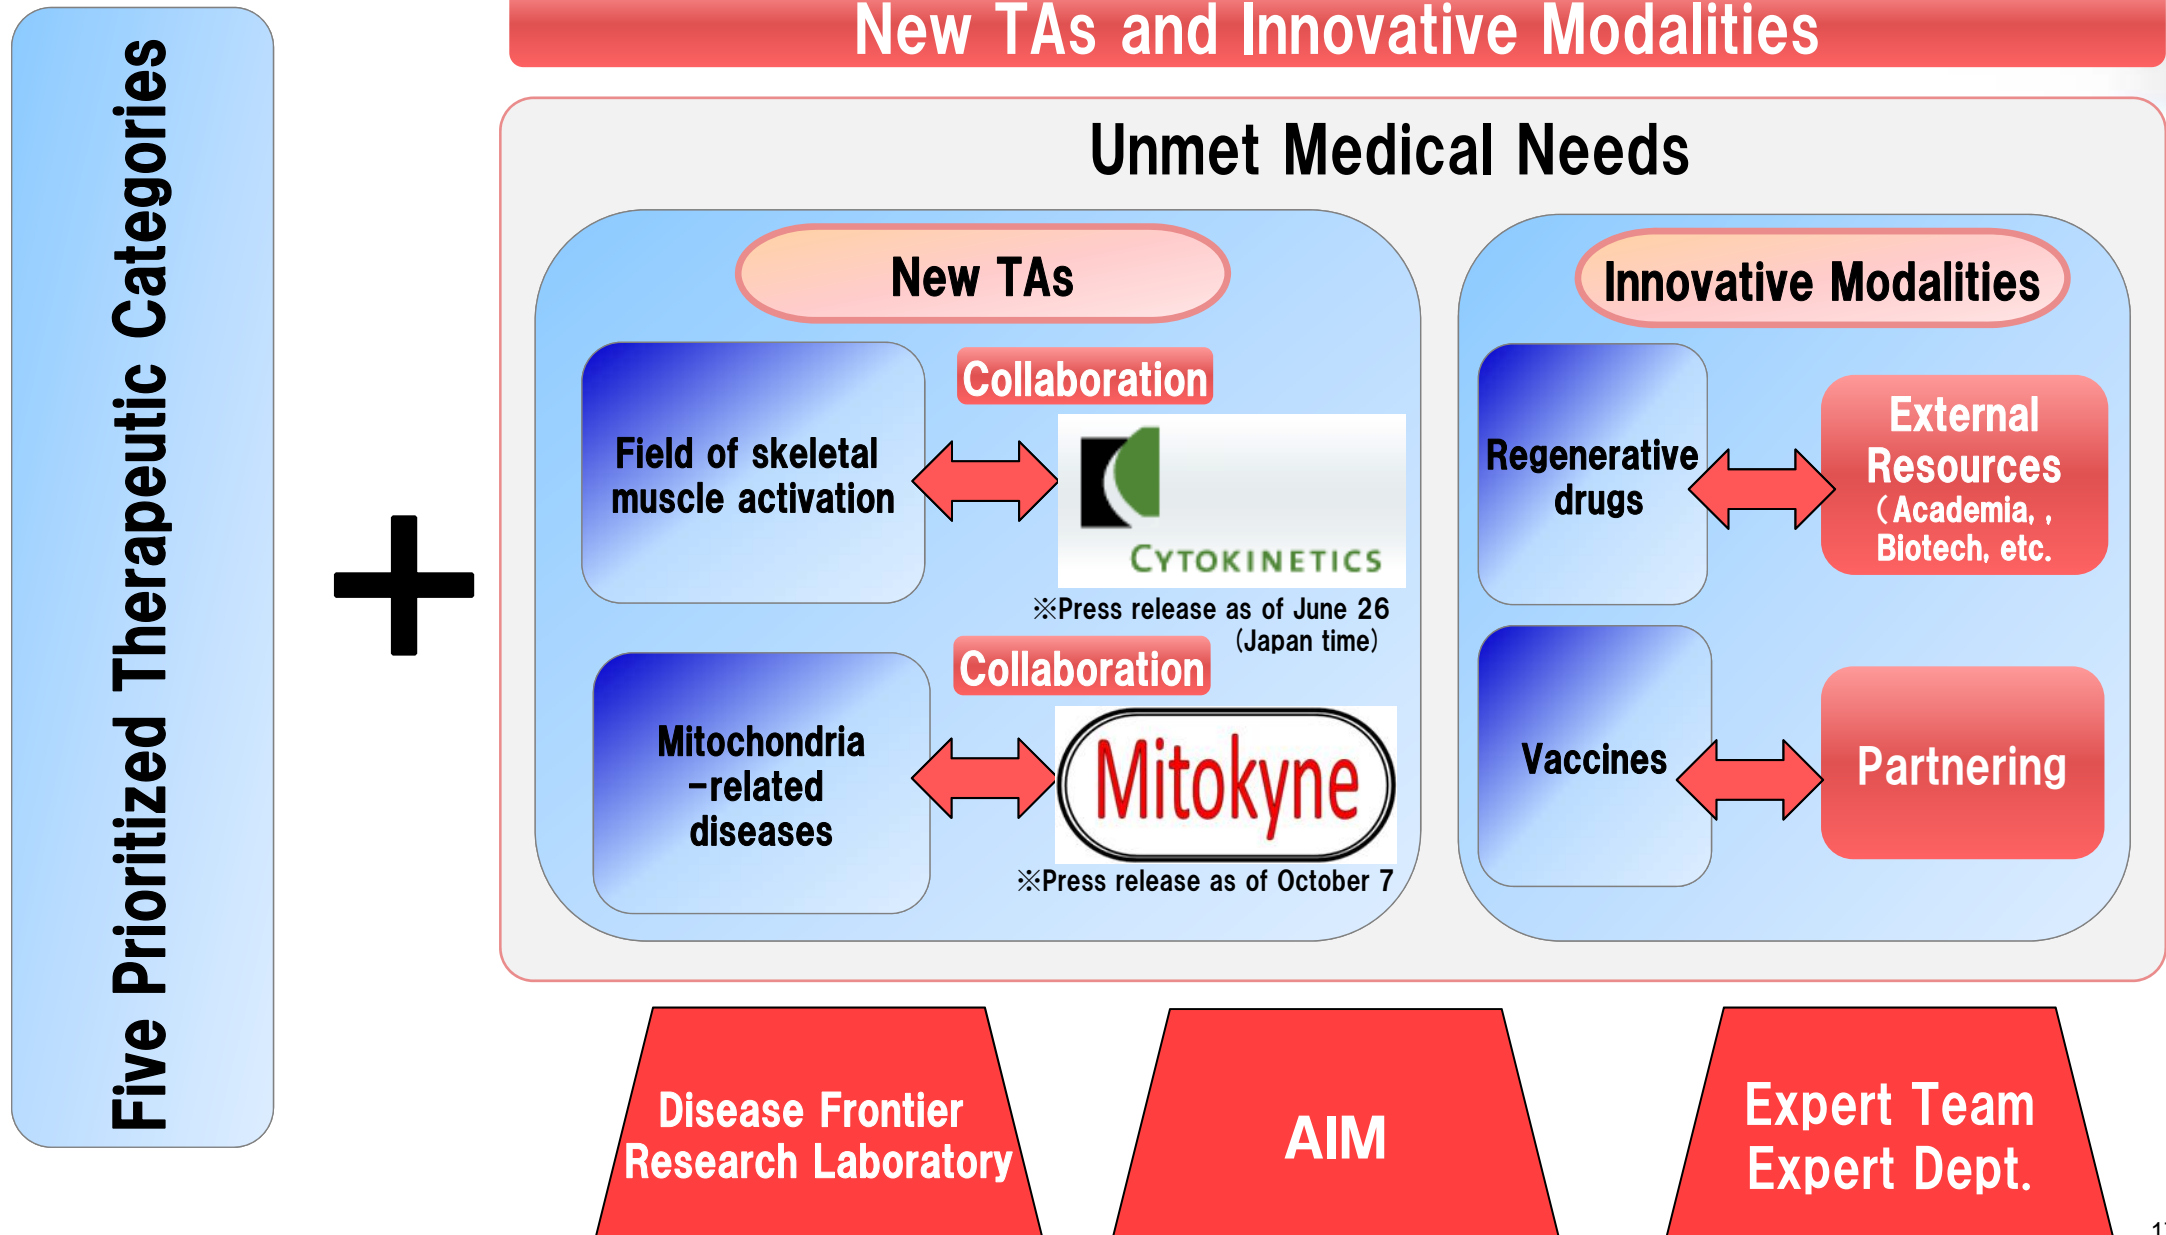 New TAs and Innovative Modalities
Five Prioritized Therapeutic Categories
+
Unmet Medical Needs
New TAs
Collaboration
Field of skeletal
muscle activation
CYTOKINETICS
※Press release as of June 26
(Japan time)
Collaboration
Mitochondria
-related
diseases
Mitokyne
※Press release as of October 7
Innovative Modalities
Regenerative
drugs
External
Resources
(Academia, ,
Biotech, etc.
Vaccines
Partnering
Disease Frontier
Research Laboratory
AIM
Expert Team
Expert Dept.